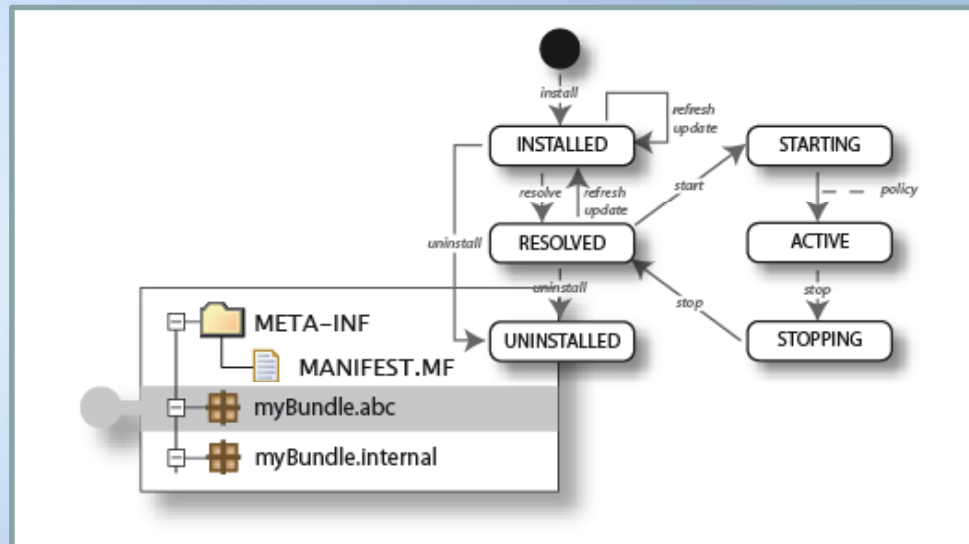 install
refresh
update
INSTALLED
STARTING
resolve
refresh
update
start
policy
uninstall
RESOLVED
ACTIVE
uninstall
stop
stop
META-INF
UNINSTALLED
STOPPING
MANIFEST.MF
myBundle.abc
myBundle.internal